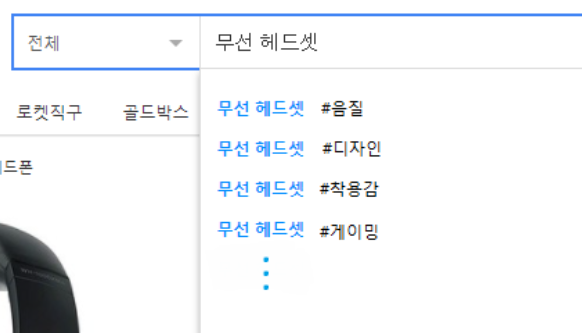 전체
무선 헤드셋
로켓직구 골드박스
드폰
무선 헤드셋 #음질
무선 헤드셋 #디자인
무선 헤드셋 #착용감
무선 헤드셋 #게이밍